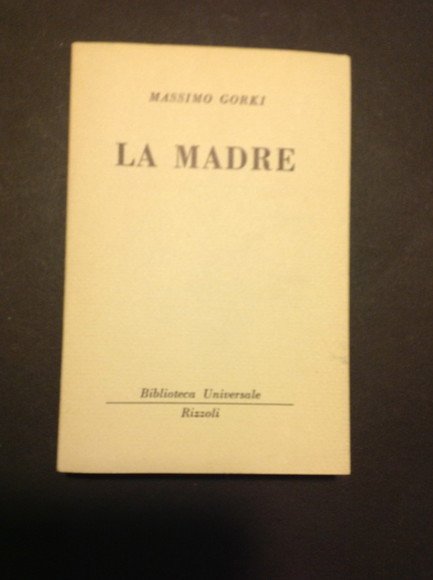 MASSIMO GORKI
LA MADRE
Biblioteca Universale
Rizzoli